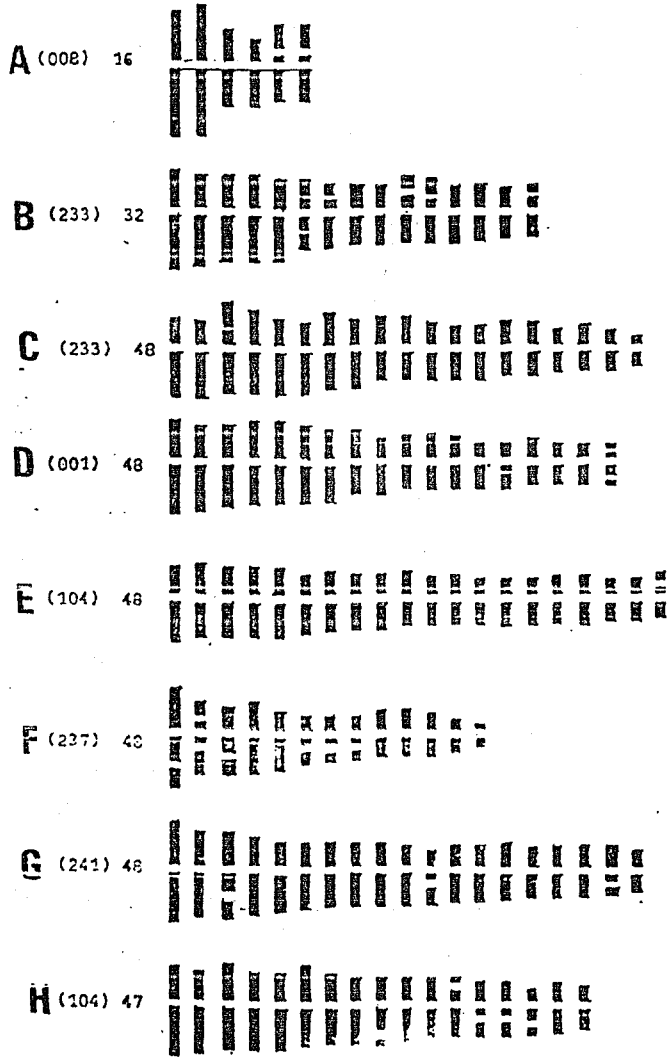 A (008) 16
B (233) 32
C (233) 48
D (001) 48
E (104) 48
F (237)
G (241) 48
H (104) 47